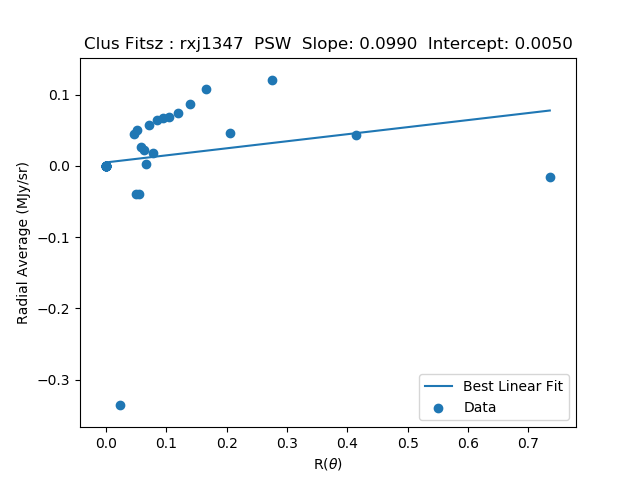 Clus Fitsz : rxj1347  PSW  Slope: 0.0990  Intercept: 0.0050
Radial Average (MJy/sr)
0.1
0.0
−0.1
−0.2
−0.3
Best Linear Fit
Data
0.0 0.1 0.2 0.3 0.4 0.5 0.6 0.7
R(θ)